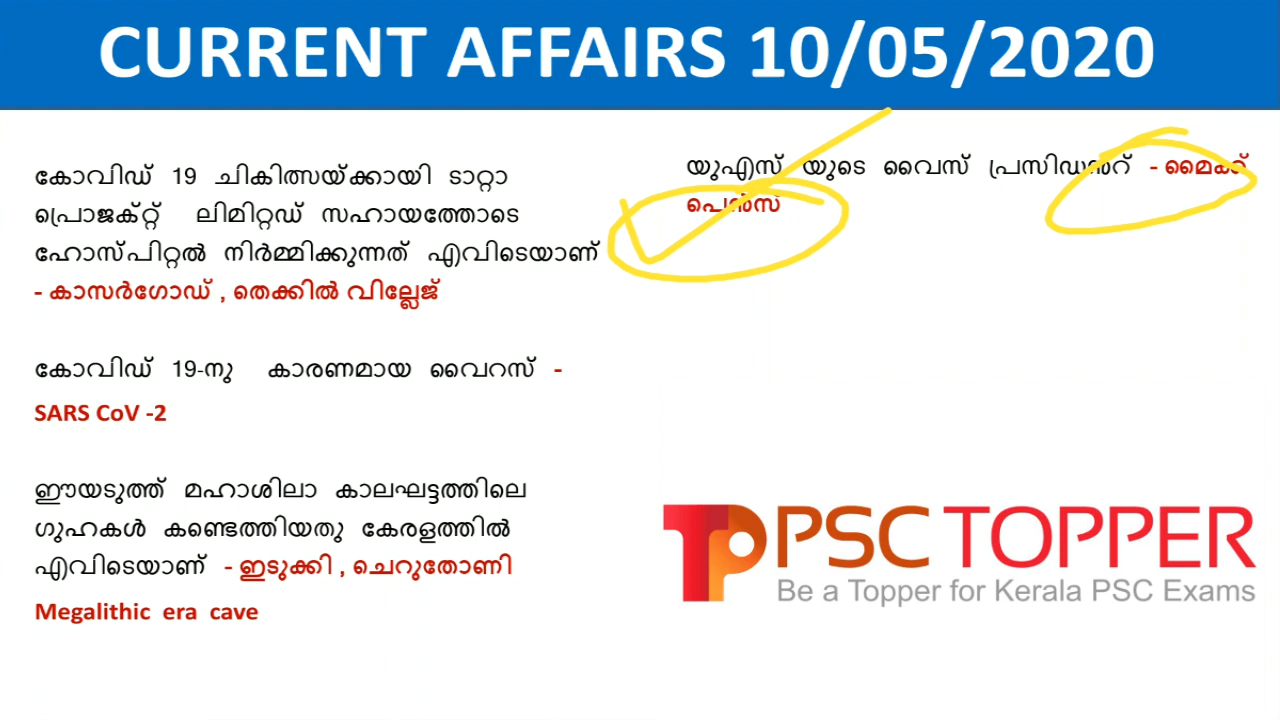 CURRENT AFFAIRS 10/05/2020
കോവിഡ് 19 ചികിത്സയ്ക്കായി ടാറ്റാ
പ്രൊജക്റ്റ് ലിമിറ്റഡ് സഹായത്തോടെ
ഹോസ്പിറ്റൽ നിർമ്മിക്കുന്നത് എവിടെയാണ്
- കാസർഗോഡ് , തെക്കിൽ വില്ലേജ്
കോവിഡ് 19-നു കാരണമായ വൈറസ് -
SARS CoV -2
ഈയടുത്ത് മഹാശിലാ കാലഘട്ടത്തിലെ
ഗുഹകൾ കണ്ടെത്തിയതു കേരളത്തിൽ
എവിടെയാണ് - ഇടുക്കി , ചെറുതോണി
Megalithic era cave
യുഎസ് യുടെ വൈസ് പ്രസിഡൻറ് - മൈക്ക്
പെൻസ്
PSC TOPPER
Be a Topper for Kerala PSC Exams